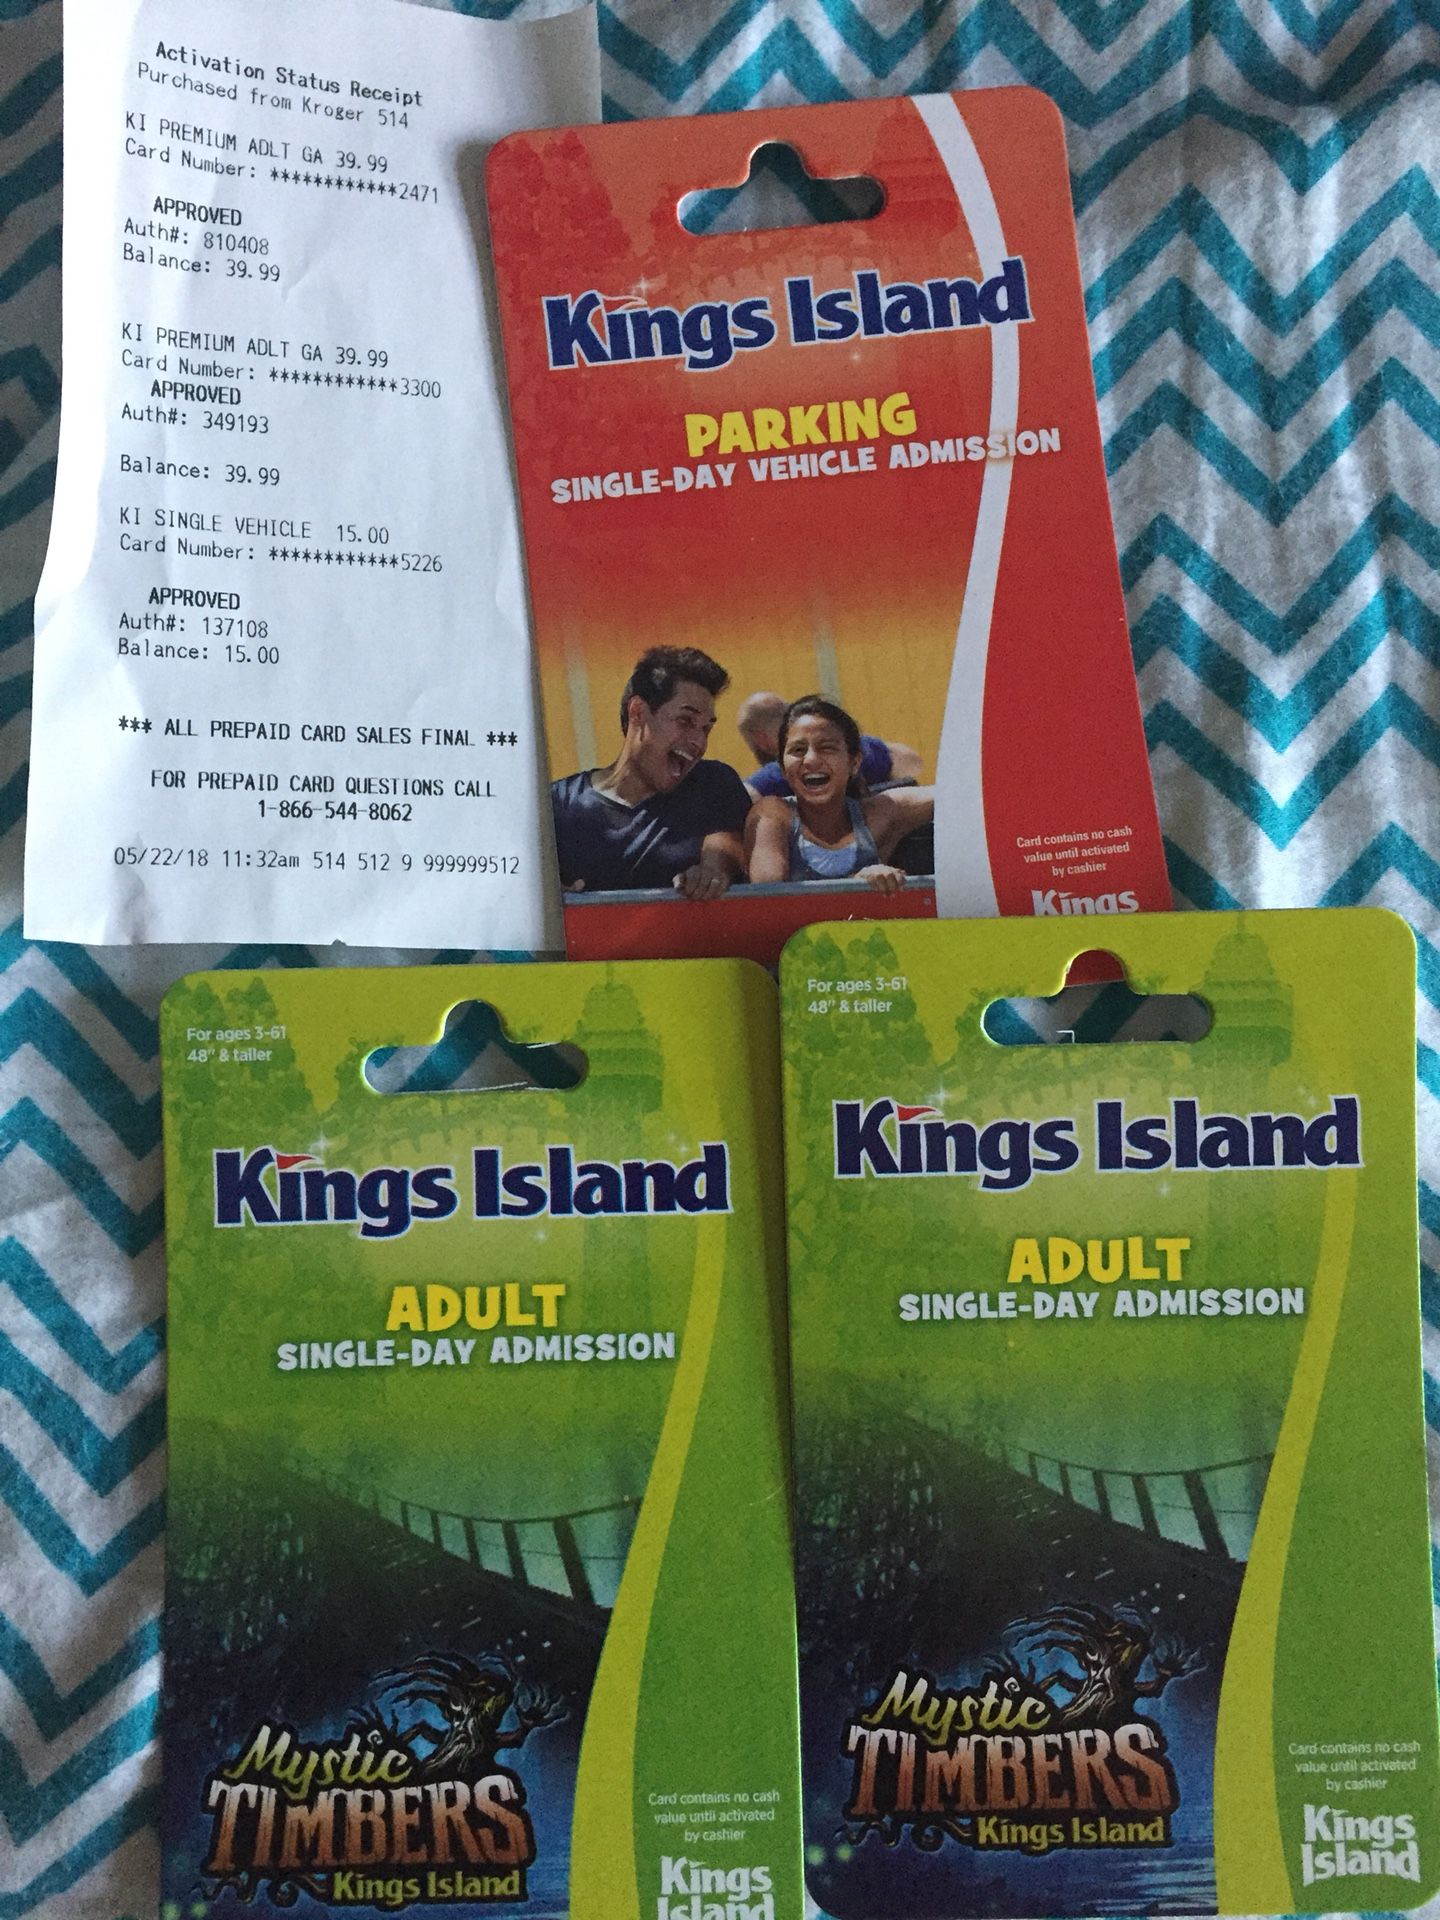 Activation Status Receipt
Purchased from Kroger 514
KI PREMIUM ADLT GA 39.99
Card Number: ************2471
APPROVED
Auth#: 810408
Balance: 39.99
KI PREMIUM ADLT GA 39.99
Card Number: ************3300
APPROVED
Auth#: 349193
Balance: 39.99
KI SINGLE VEHICLE 15.00
Card Number: ************5226
APPROVED
Auth#: 137108
Balance: 15.00
*** ALL PREPAID CARD SALES FINAL ***
FOR PREPAID CARD QUESTIONS CALL
1-866-544-8062
05/22/18 11:32am 514 512 9 999999512
Kings Island
PARKING
SINGLE-DAY VEHICLE ADMISSION
Card contains no cash
value until activated
by cashier
Kings
For ages 3-61
48" & taller
Kings Island
ADULT
SINGLE-DAY ADMISSION
Mystic
TIMBERS
Kings Island
Card contains no cash
value until activated
by cashier
Kings
Island
For ages 3-61
48" & taller
Kings Island
ADULT
SINGLE-DAY ADMISSION
Mystic
TIMBERS
Kings Island
Card contains no cash
value until activated
by cashier
Kings
Island